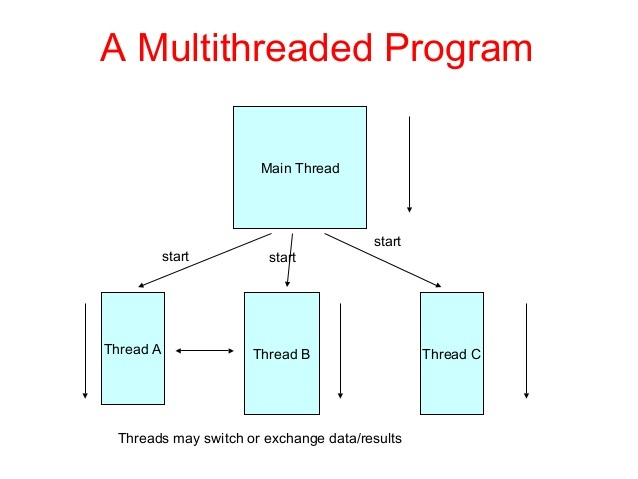 A Multithreaded Program
Main Thread
start
start
start
Thread A
Thread B
Thread C
Threads may switch or exchange data/results